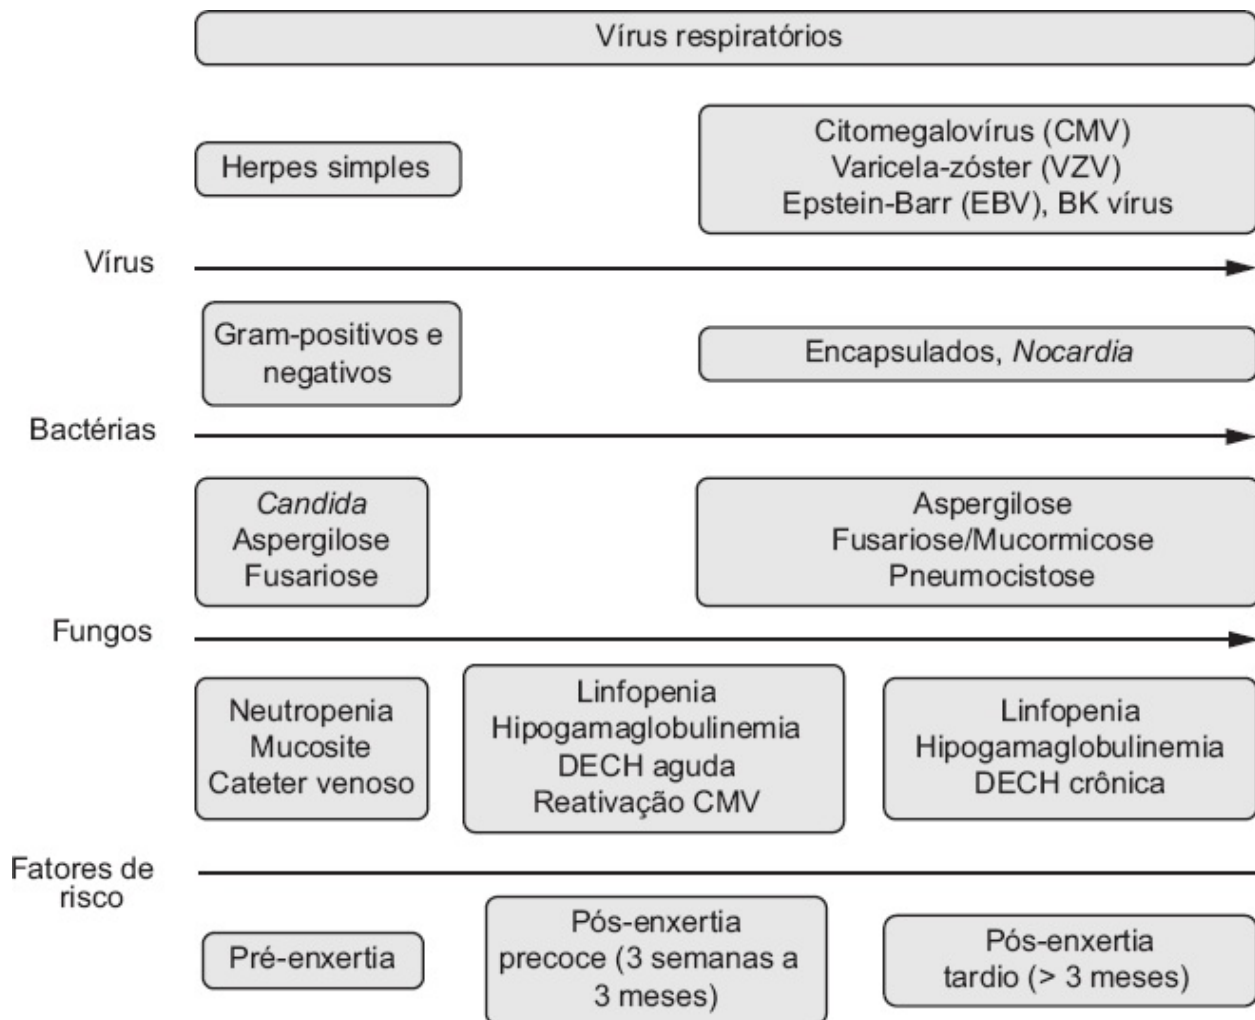 Vírus respiratórios
Herpes simples
Citomegalovírus (CMV)
Varicela-zóster (VZV)
Epstein-Barr (EBV), BK vírus
Vírus
Gram-positivos e
negativos
Encapsulados, Nocardia
Bactérias
Candida
Aspergilose
Fusariose
Aspergilose
Fusariose/Mucormicose
Pneumocistose
Fungos
Neutropenia
Mucosite
Cateter venoso
Linfopenia
Hipogamaglobulinemia
DECH aguda
Reativação CMV
Linfopenia
Hipogamaglobulinemia
DECH crônica
Fatores de
risco
Pré-enxertia
Pós-enxertia
precoce (3 semanas a
3 meses)
Pós-enxertia
tardio (> 3 meses)